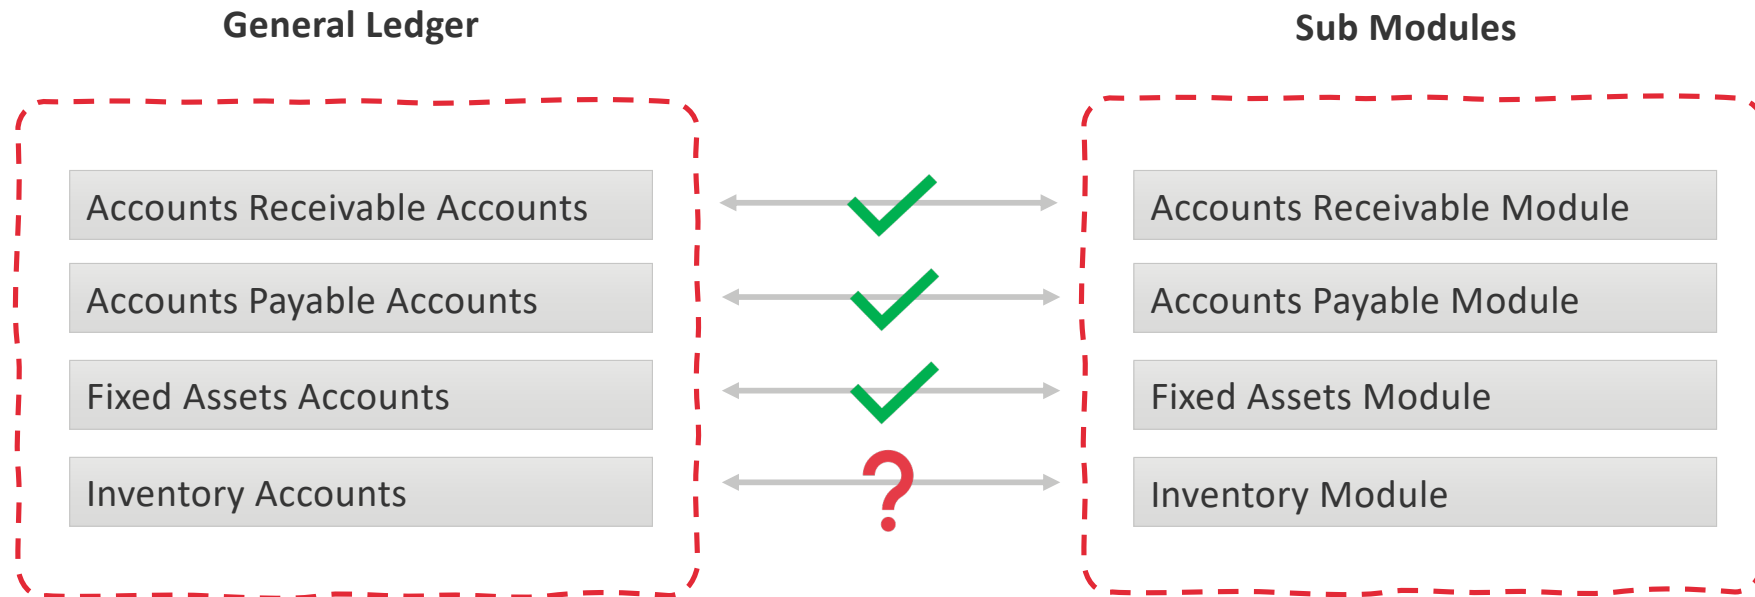 General Ledger
Sub Modules
Accounts Receivable Accounts
Accounts Receivable Module
Accounts Payable Accounts
Accounts Payable Module
Fixed Assets Accounts
Fixed Assets Module
Inventory Accounts
?
Inventory Module